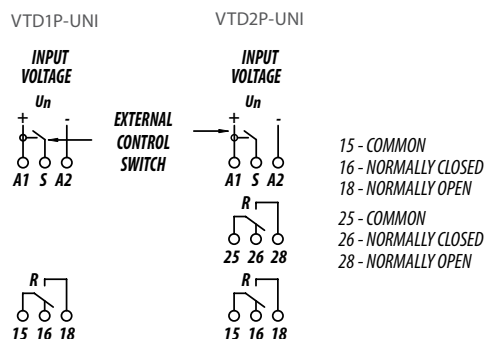 VTD1P-UNI
VTD2P-UNI
INPUT
VOLTAGE
Un
+ -
A1 S A2
EXTERNAL
CONTROL
SWITCH
INPUT
VOLTAGE
Un
+ -
A1 S A2
R
25 26 28
R
15 16 18
R
15 16 18
15 - COMMON
16 - NORMALLY CLOSED
18 - NORMALLY OPEN
25 - COMMON
26 - NORMALLY CLOSED
28 - NORMALLY OPEN